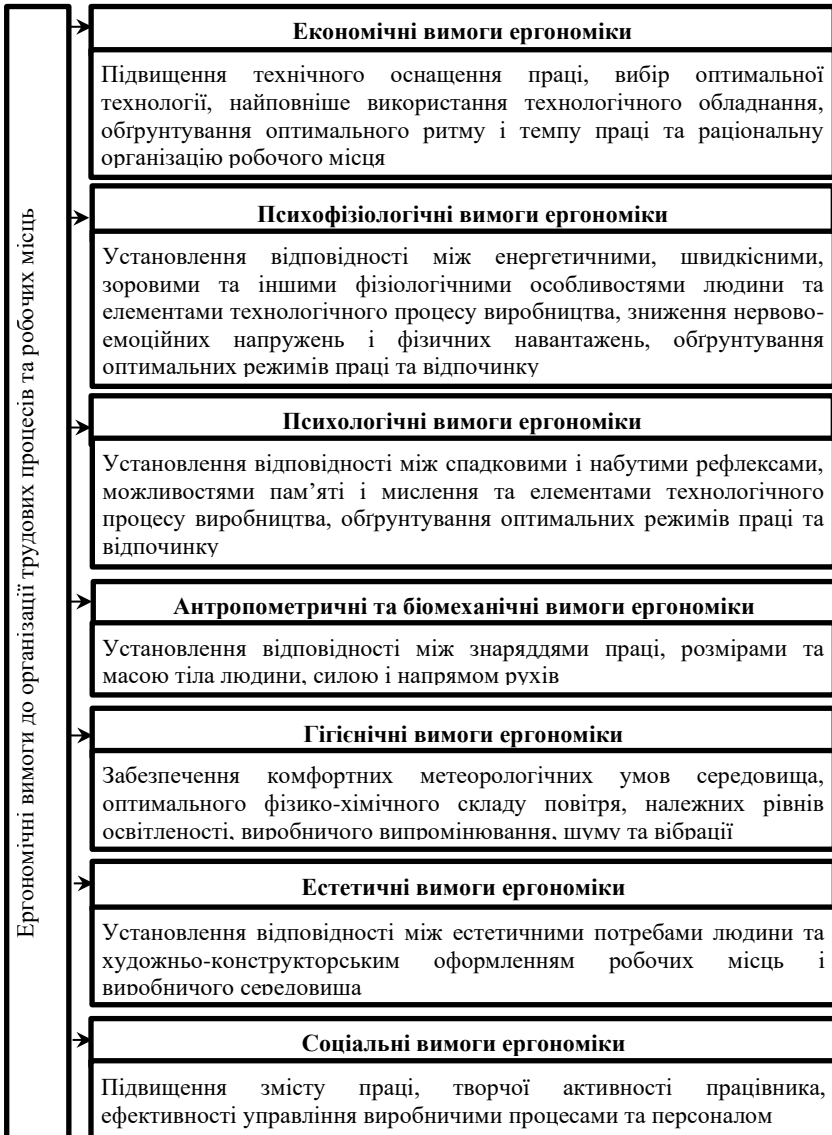 Ергономічні вимоги до організації трудових процесів та робочих місць
Економічні вимоги ергономіки
Підвищення технічного оснащення праці, вибір оптимальної
технології, найповніше використання технологічного обладнання,
обґрунтування оптимального ритму і темпу праці та раціональну
організацію робочого місця
Психофізіологічні вимоги ергономіки
Установлення відповідності між енергетичними, швидкісними,
зоровими та іншими фізіологічними особливостями людини та
елементами технологічного процесу виробництва, зниження нервово-
емоційних напружень і фізичних навантажень, обґрунтування
оптимальних режимів праці та відпочинку
Психологічні вимоги ергономіки
Установлення відповідності між спадковими і набутими рефлексами,
можливостями пам’яті і мислення та елементами технологічного
процесу виробництва, обґрунтування оптимальних режимів праці та
відпочинку
Антропометричні та біомеханічні вимоги ергономіки
Установлення відповідності між знаряддями праці, розмірами та
масою тіла людини, силою і напрямом рухів
Гігієнічні вимоги ергономіки
Забезпечення комфортних метеорологічних умов середовища,
оптимального фізико-хімічного складу повітря, належних рівнів
освітленості, виробничого випромінювання, шуму та вібрації
Естетичні вимоги ергономіки
Установлення відповідності між естетичними потребами людини та
художньо-конструкторським оформленням робочих місць і
виробничого середовища
Соціальні вимоги ергономіки
Підвищення змісту праці, творчої активності працівника,
ефективності управління виробничими процесами та персоналом